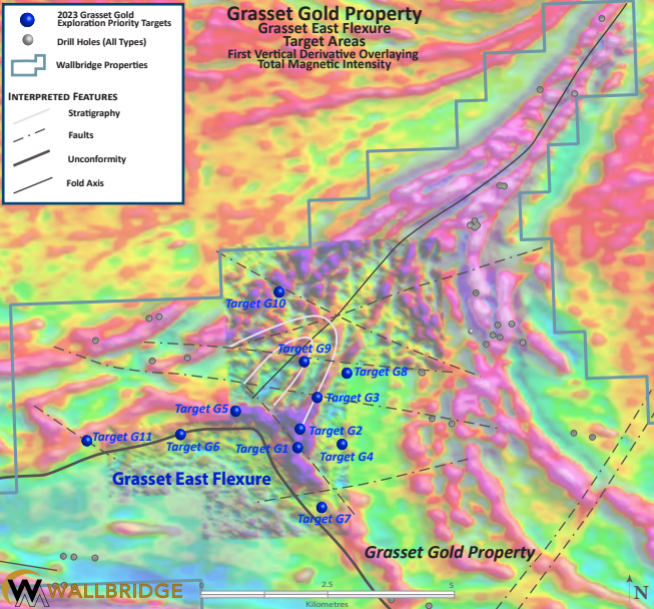 2023 Grasset Gold
Exploration Priority Targets
Drill Holes (All Types)
Wallbridge Properties
INTERPRETED FEATURES
Stratigraphy
Faults
Unconformity
Fold Axis
Grasset Gold Property
Grasset East Flexure
Target Areas
First Vertical Derivative Overlaying
Total Magnetic Intensity
Target G10
Target G9
Target G8
Target G3
Target G5
Target G2
Target G11
Target G6
Target G1
Target G4
Grasset East Flexure
Target G7
Grasset Gold Property
WALLBRIDGE
0
2.5
5
Kilometres
N